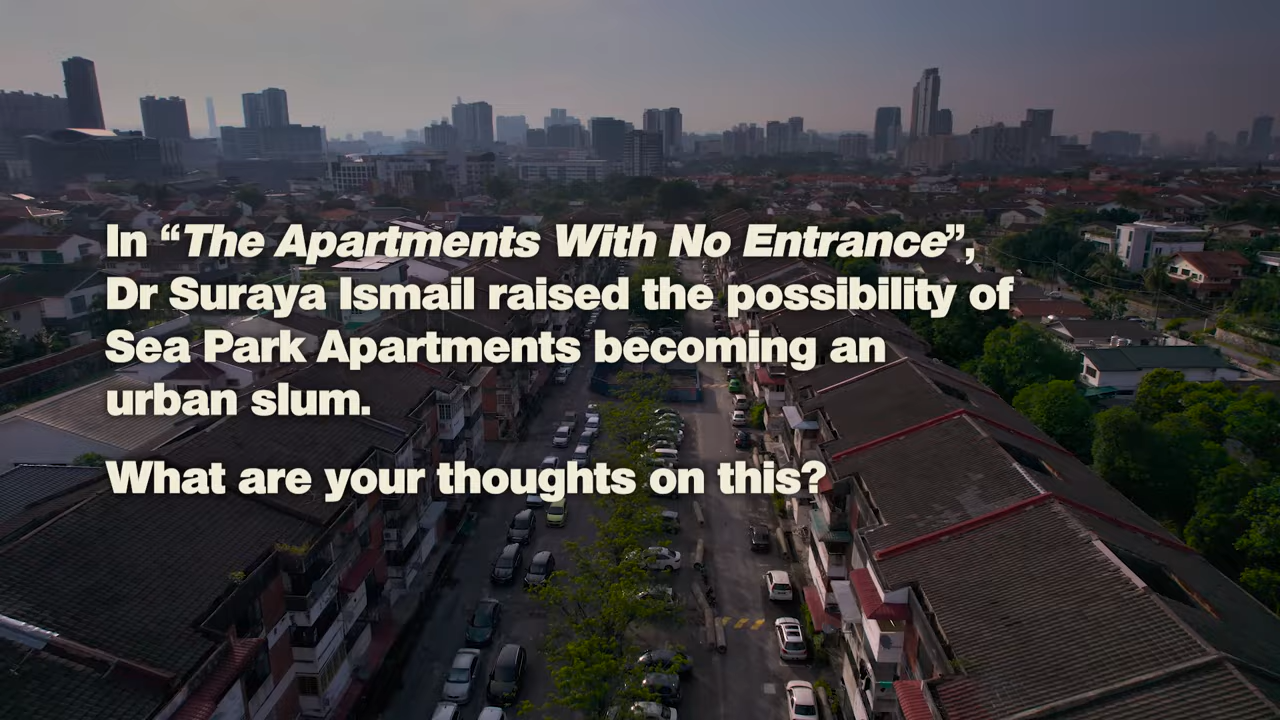 In “The Apartments With No Entrance”,
Dr Suraya Ismail raised the possibility of
Sea Park Apartments becoming an
urban slum.
What are your thoughts on this?